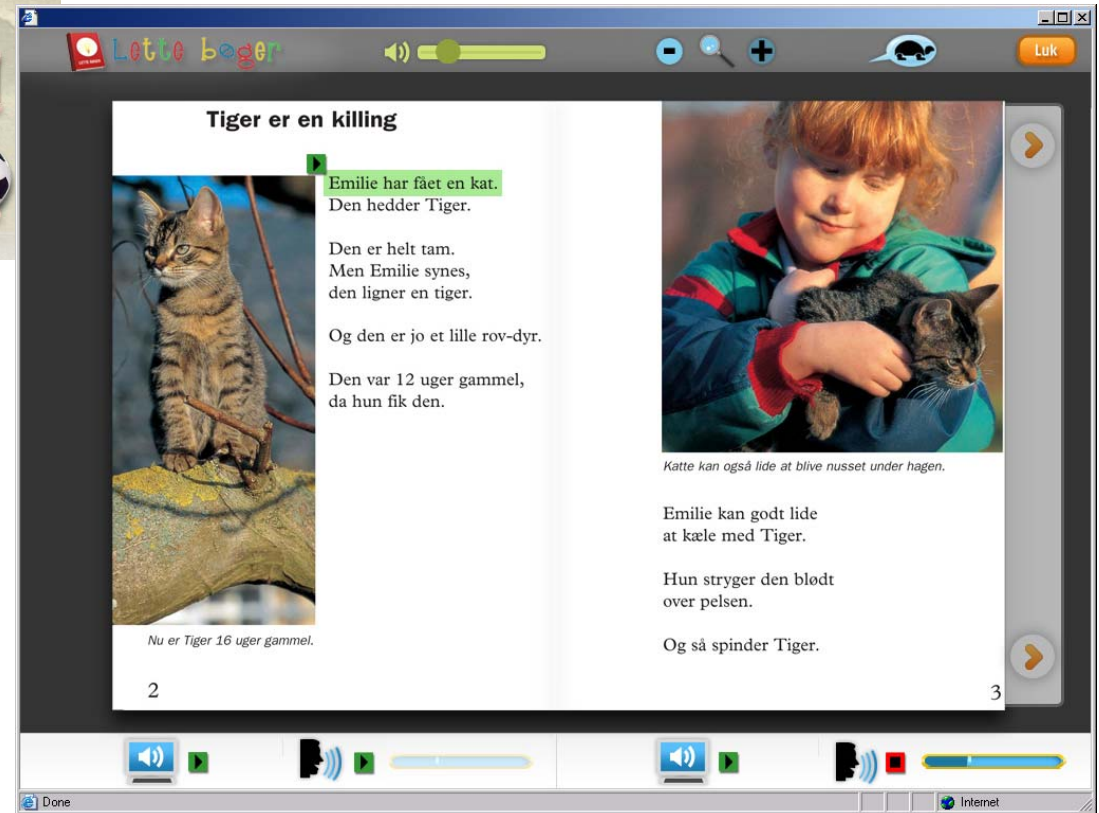 Lette bøger
Luk
Tiger er en killing
Emilie har fået en kat.
Den hedder Tiger.
Den er helt tam.
Men Emilie synes,
den ligner en tiger.
Og den er jo et lille rov-dyr.
Den var 12 uger gammel,
da hun fik den.
Nu er Tiger 16 uger gammel.
2
Katte kan også lide at blive nusset under hagen.
Emilie kan godt lide
at kæle med Tiger.
Hun stryger den blødt
over pelsen.
Og så spinder Tiger.
3
Done
Internet